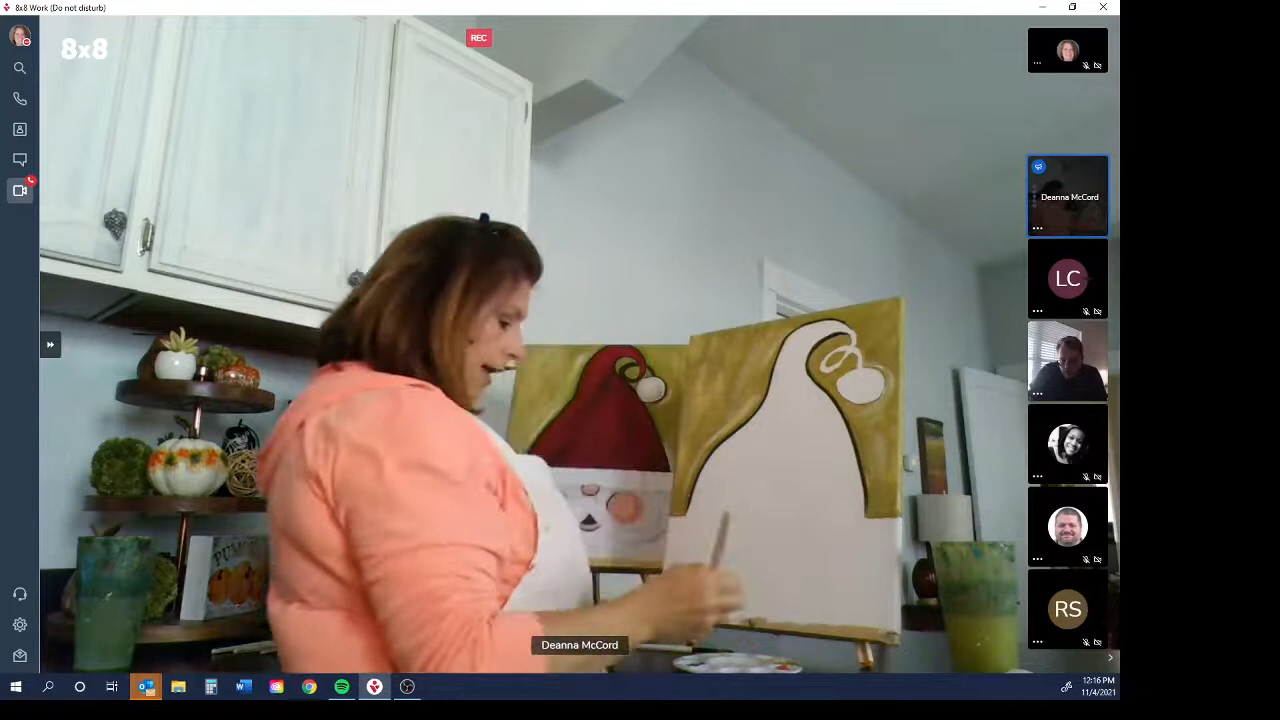 8x8 Work (Do not disturb)
8x8
REC
Deanna McCord
LC
RS
PUMPKIN
Deanna McCord
12:16 PM
11/4/2021